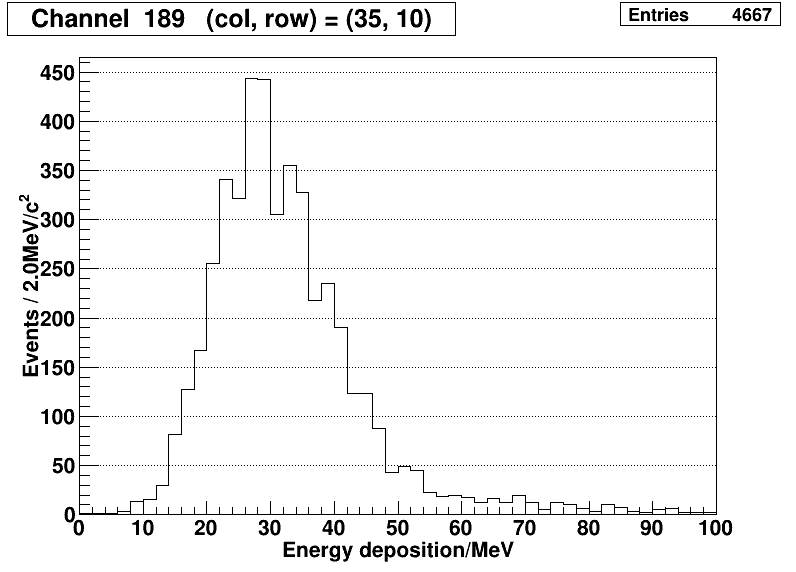 Channel 189 (col, row) = (35, 10)
Entries 4667
450
400
350
300
250
200
150
100
50
0
Events / 2.0MeV/c²
0 10 20 30 40 50 60 70 80 90 100
Energy deposition/MeV